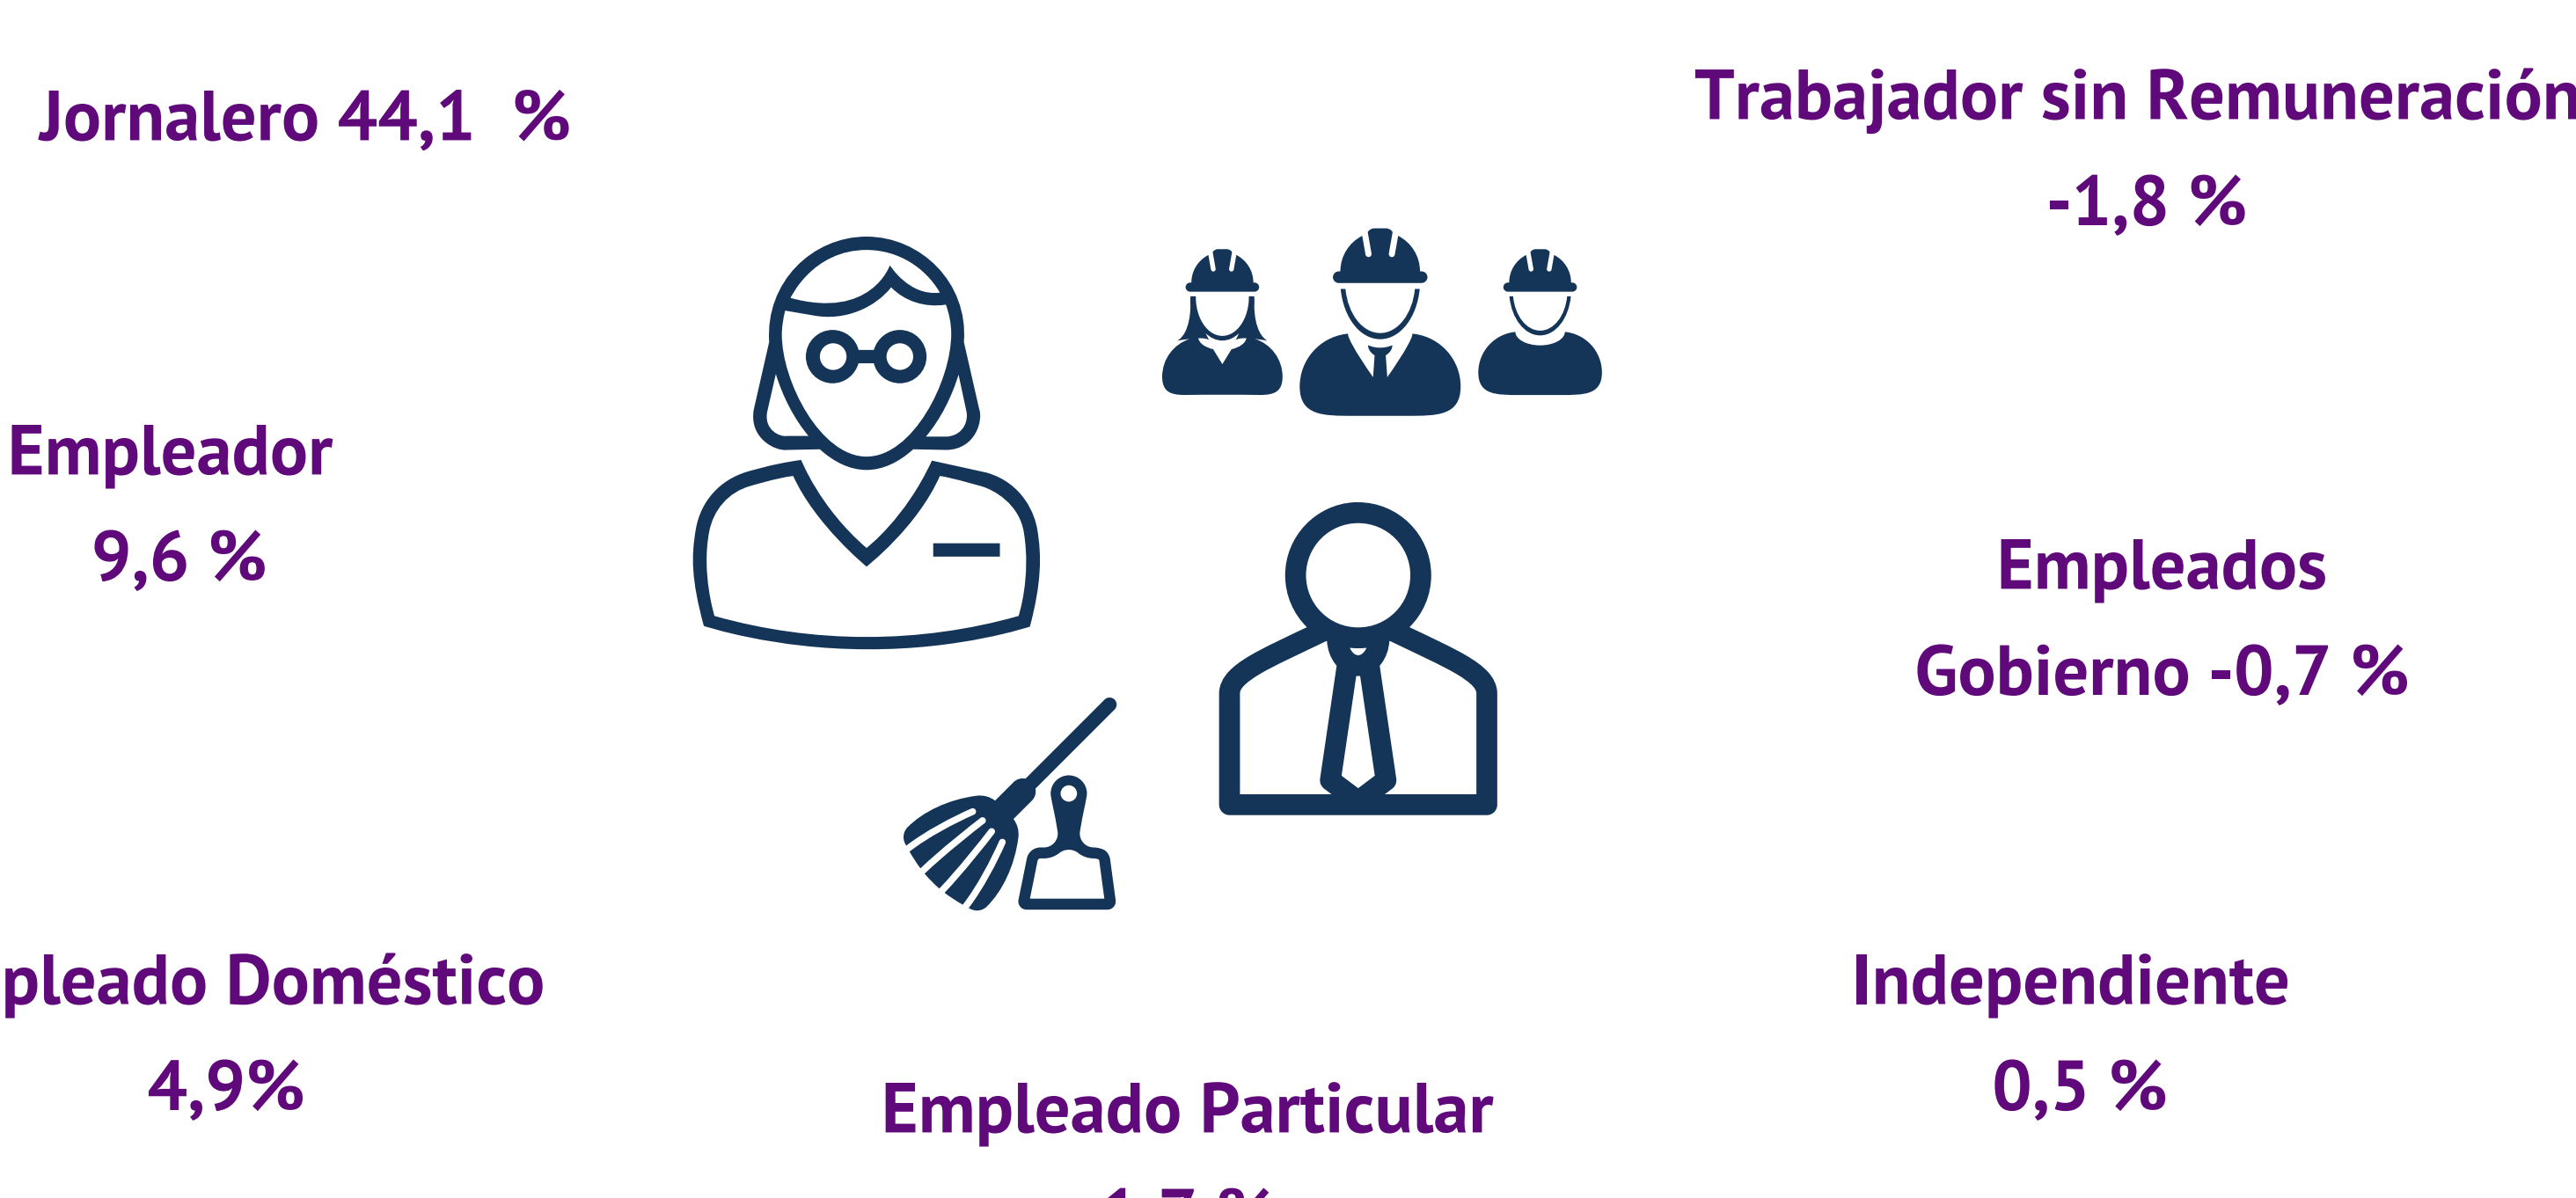 Jornalero 44,1 %
Trabajador sin Remuneración
-1,8 %
Empleador
9,6 %
Empleados
Gobierno -0,7 %
pleado Doméstico
4,9%
Independiente
0,5 %
Empleado Particular